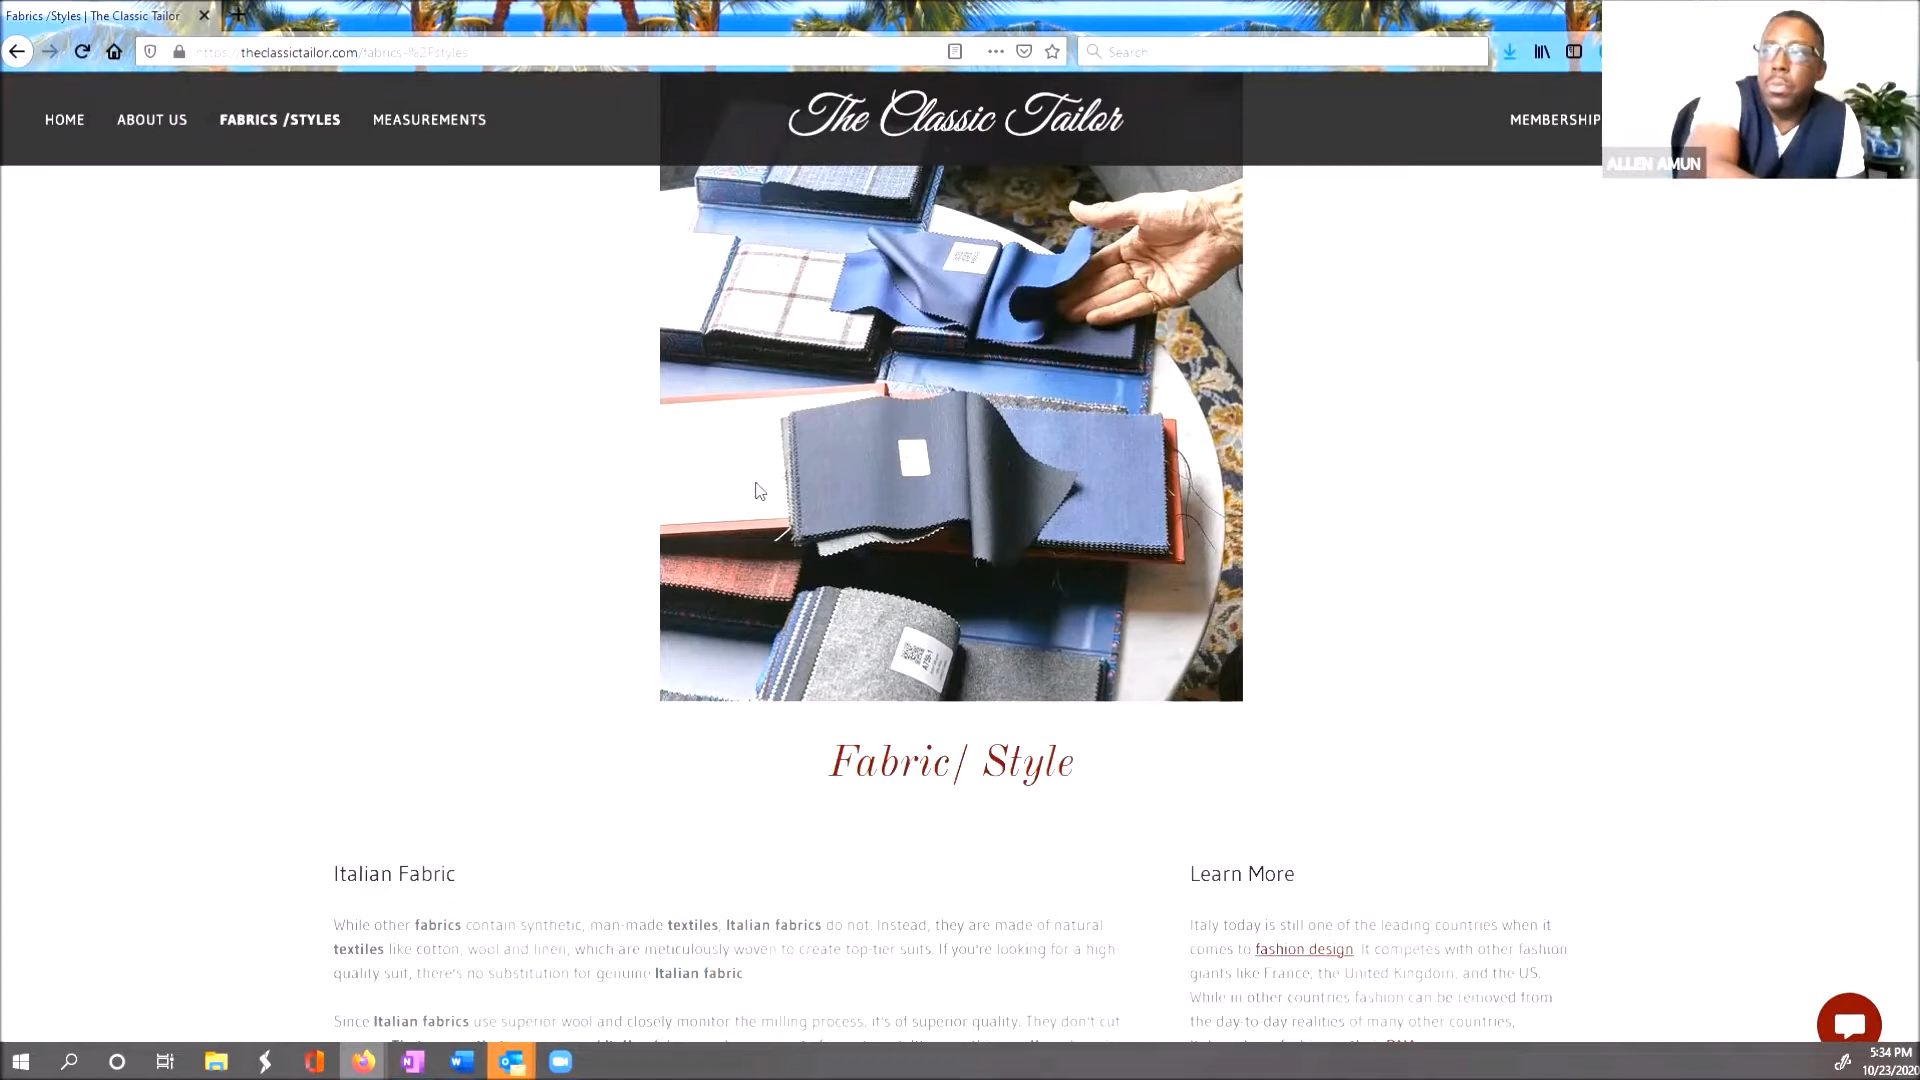 Fabrics /Styles | The Classic Tailor
https://theclassictailor.com/fabrics-%2Fstyles
Search
HOME
ABOUT US
FABRICS /STYLES
MEASUREMENTS
The Classic Tailor
MEMBERSHIP
ALLEN AMUN
Fabric/ Style
Italian Fabric
While other fabrics contain synthetic, man-made textiles, Italian fabrics do not. Instead, they are made of natural
textiles like cotton, wool and linen, which are meticulously woven to create top-tier suits. If you're looking for a high-
quality suit, there's no substitution for genuine Italian fabric
Since Italian fabrics use superior wool and closely monitor the milling process, it's of superior quality. They don't cut
Learn More
Italy today is still one of the leading countries when it
comes to fashion design. It competes with other fashion
giants like France, the United Kingdom, and the US.
While in other countries fashion can be removed from
the day-to-day realities of many other countries,
5:34 PM
10/23/2020